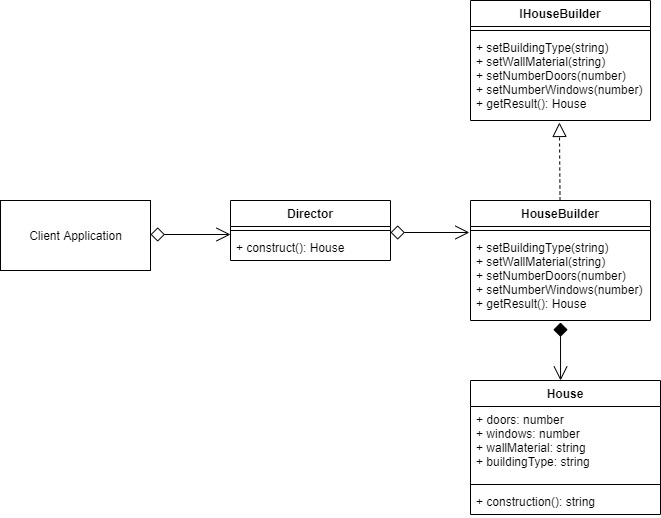 IHouseBuilder
+ setBuildingType(string)
+ setWallMaterial(string)
+ setNumberDoors(number)
+ setNumberWindows(number)
+ getResult(): House
Client Application
Director
+ construct(): House
HouseBuilder
+ setBuildingType(string)
+ setWallMaterial(string)
+ setNumberDoors(number)
+ setNumberWindows(number)
+ getResult(): House
House
+ doors: number
+ windows: number
+ wallMaterial: string
+ buildingType: string
+ construction(): string